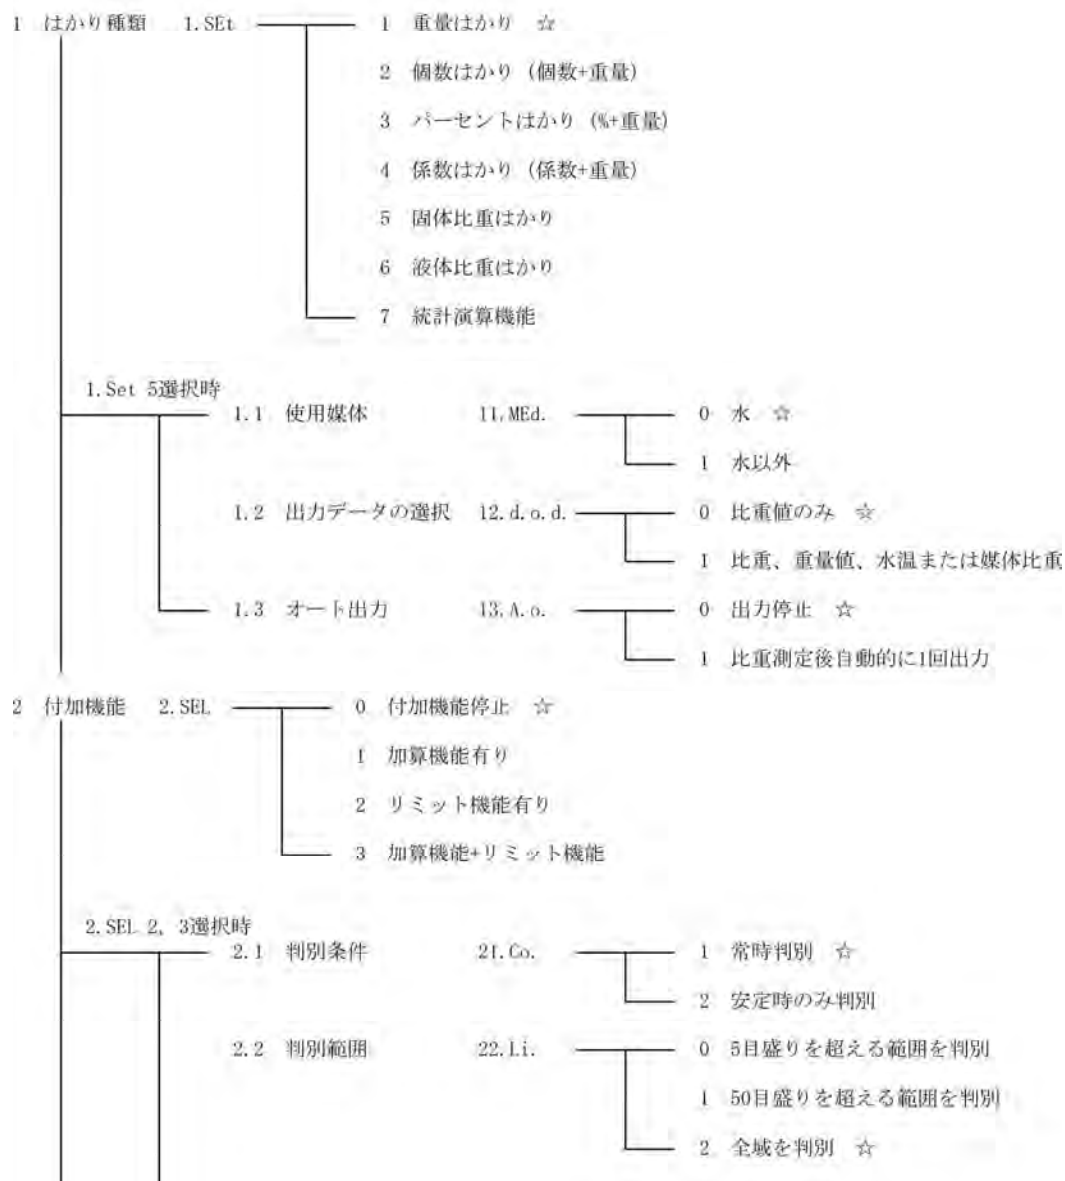 1 はかり種類 1.SEt 1 重量はかり ☆
2 個数はかり (個数+重量)
3 パーセントはかり (%+重量)
4 係数はかり (係数+重量)
5 固体比重はかり
6 液体比重はかり
7 統計演算機能
1.Set 5選択時
1.1 使用媒体 11.MEd. 0 水 ☆
1 水以外
1.2 出力データの選択 12.d.o.d. 0 比重値のみ ☆
1 比重、重量値、水温または媒体比重
1.3 オート出力 13.A.o. 0 出力停止 ☆
1 比重測定後自動的に1回出力
2 付加機能 2.SEL 0 付加機能停止 ☆
1 加算機能有り
2 リミット機能有り
3 加算機能+リミット機能
2.SEL 2, 3選択時
2.1 判別条件 21.Co. 1 常時判別 ☆
2 安定時のみ判別
2.2 判別範囲 22.Li. 0 5目盛りを超える範囲を判別
1 50目盛りを超える範囲を判別
2 全域を判別 ☆